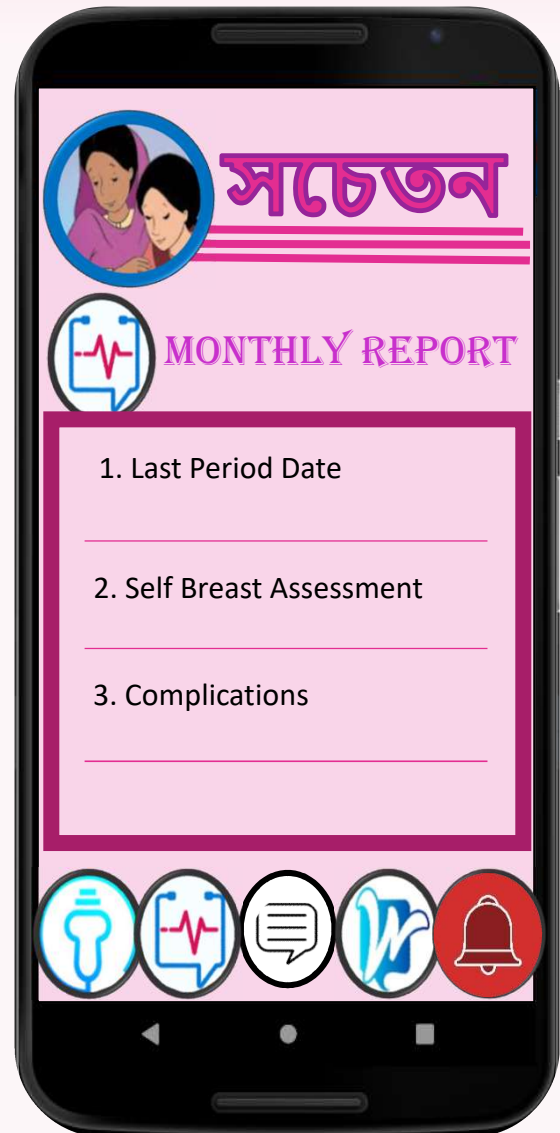 সচেতন
MONTHLY REPORT
1. Last Period Date
2. Self Breast Assessment
3. Complications
W